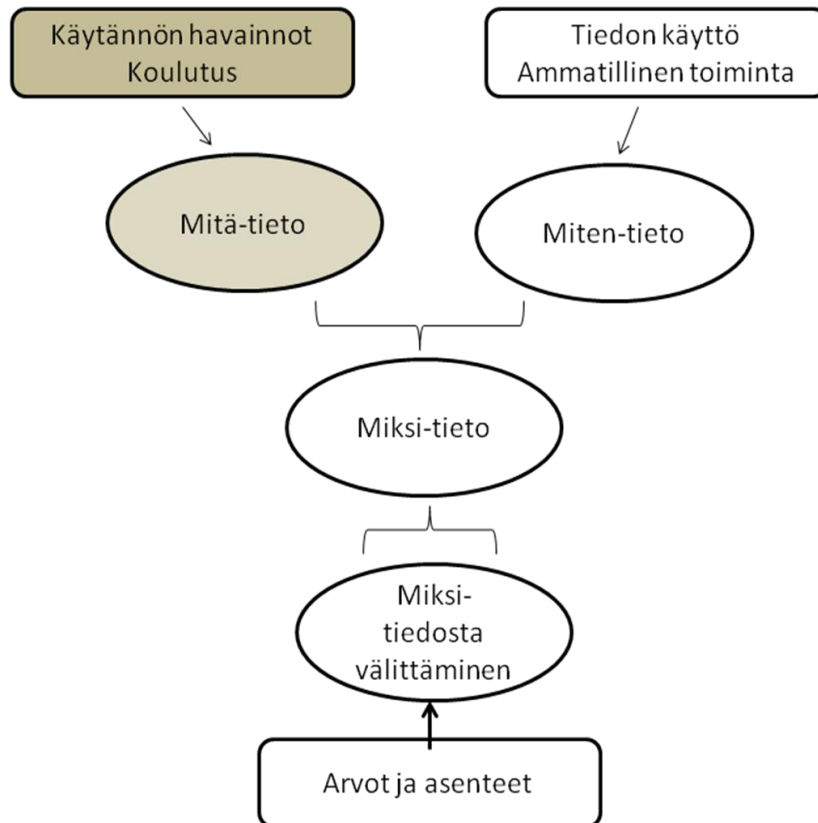 Käytännön havainnot
Koulutus
Tiedon käyttö
Ammatillinen toiminta
Mitä-tieto
Miten-tieto
Miksi-tieto
Miksi-
tiedosta
välittäminen
Arvot ja asenteet